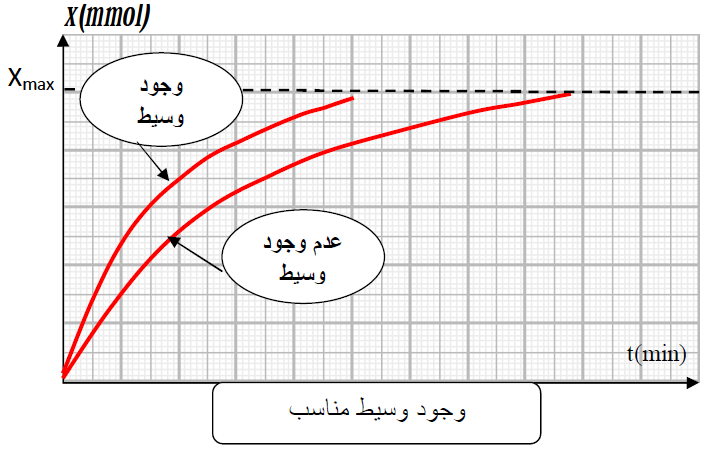 x(mmol)
Xmax
وجود
وسيط
عدم وجود
وسيط
t(min)
وجود وسيط مناسب